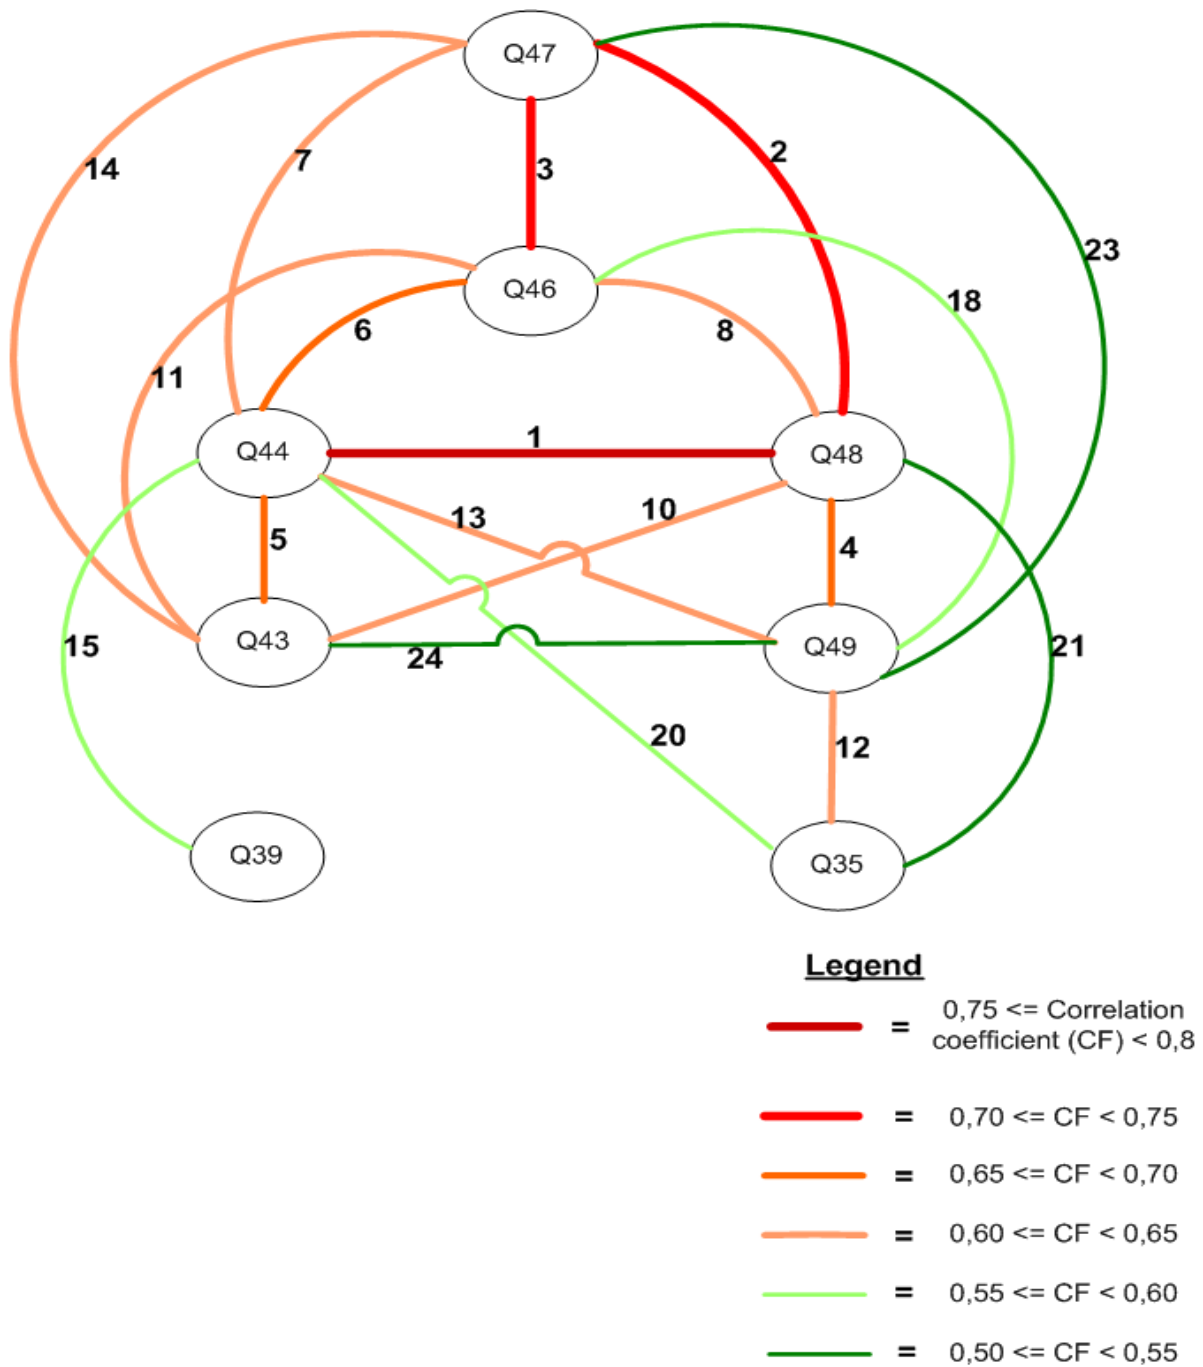 Q47
14
7
3
2
23
Q46
6
8
18
11
Q44
1
Q48
13
10
5
4
Q43
24
Q49
15
21
20
12
Q39
Q35
Legend
= 0,75 <= Correlation
coefficient (CF) < 0,8
= 0,70 <= CF < 0,75
= 0,65 <= CF < 0,70
= 0,60 <= CF < 0,65
= 0,55 <= CF < 0,60
= 0,50 <= CF < 0,55